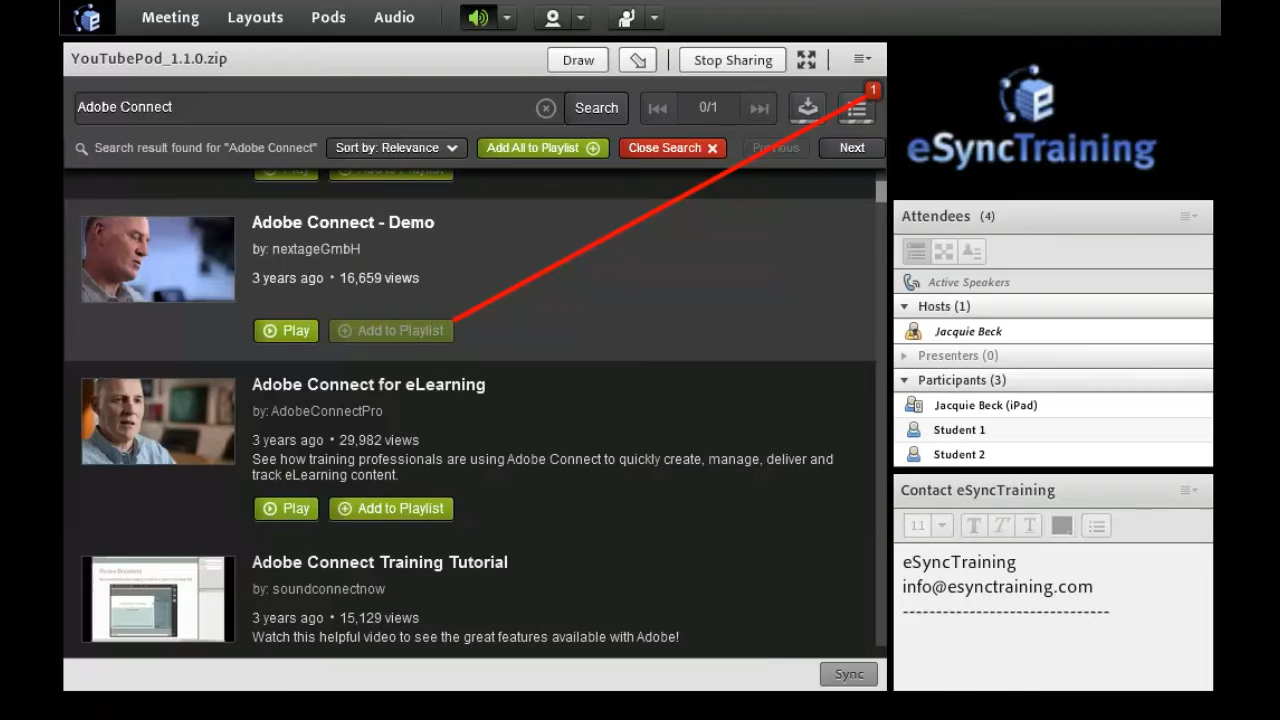 Meeting Layouts Pods Audio
YouTubePod_1.1.0.zip
Draw
Stop Sharing
1
Adobe Connect
Search
0/1
Search result found for "Adobe Connect"
Sort by: Relevance
Add All to Playlist
Close Search
Previous
Next
Add to Playlist
Adobe Connect - Demo
by: nextageGmbH
3 years ago • 16,659 views
Play
Add to Playlist
Adobe Connect for eLearning
by: AdobeConnectPro
3 years ago • 29,982 views
See how training professionals are using Adobe Connect to quickly create, manage, deliver and
track eLearning content.
Play
Add to Playlist
Adobe Connect Training Tutorial
by: soundconnectnow
3 years ago • 15,129 views
Watch this helpful video to see the great features available with Adobe!
Sync
eSyncTraining
Attendees (4)
Active Speakers
Hosts (1)
Jacquie Beck
Presenters (0)
Participants (3)
Jacquie Beck (iPad)
Student 1
Student 2
Contact eSyncTraining
11 T T T
eSyncTraining
info@esynctraining.com
-------------------------------